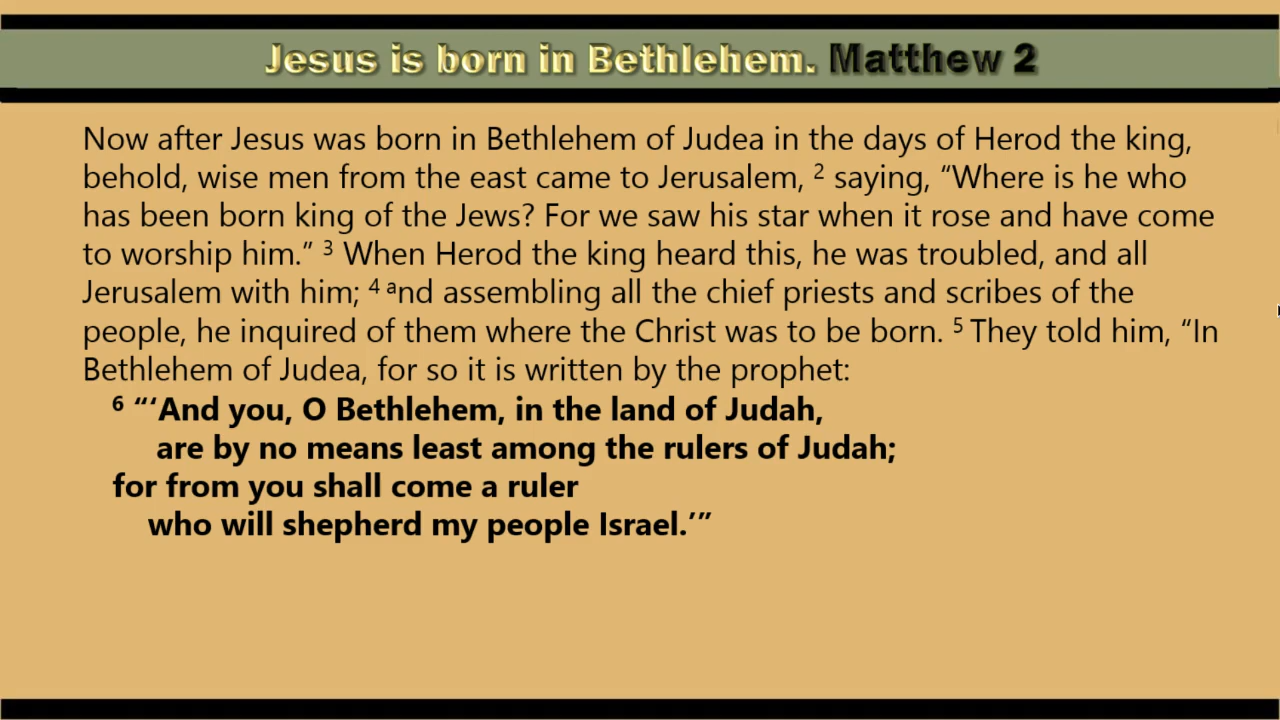 Jesus is born in Bethlehem. Matthew 2
Now after Jesus was born in Bethlehem of Judea in the days of Herod the king,
behold, wise men from the east came to Jerusalem, ² saying, “Where is he who
has been born king of the Jews? For we saw his star when it rose and have come
to worship him.” ³ When Herod the king heard this, he was troubled, and all
Jerusalem with him; ⁴ ᵃnd assembling all the chief priests and scribes of the
people, he inquired of them where the Christ was to be born. ⁵ They told him, “In
Bethlehem of Judea, for so it is written by the prophet:
⁶ “‘And you, O Bethlehem, in the land of Judah,
are by no means least among the rulers of Judah;
for from you shall come a ruler
who will shepherd my people Israel.’”